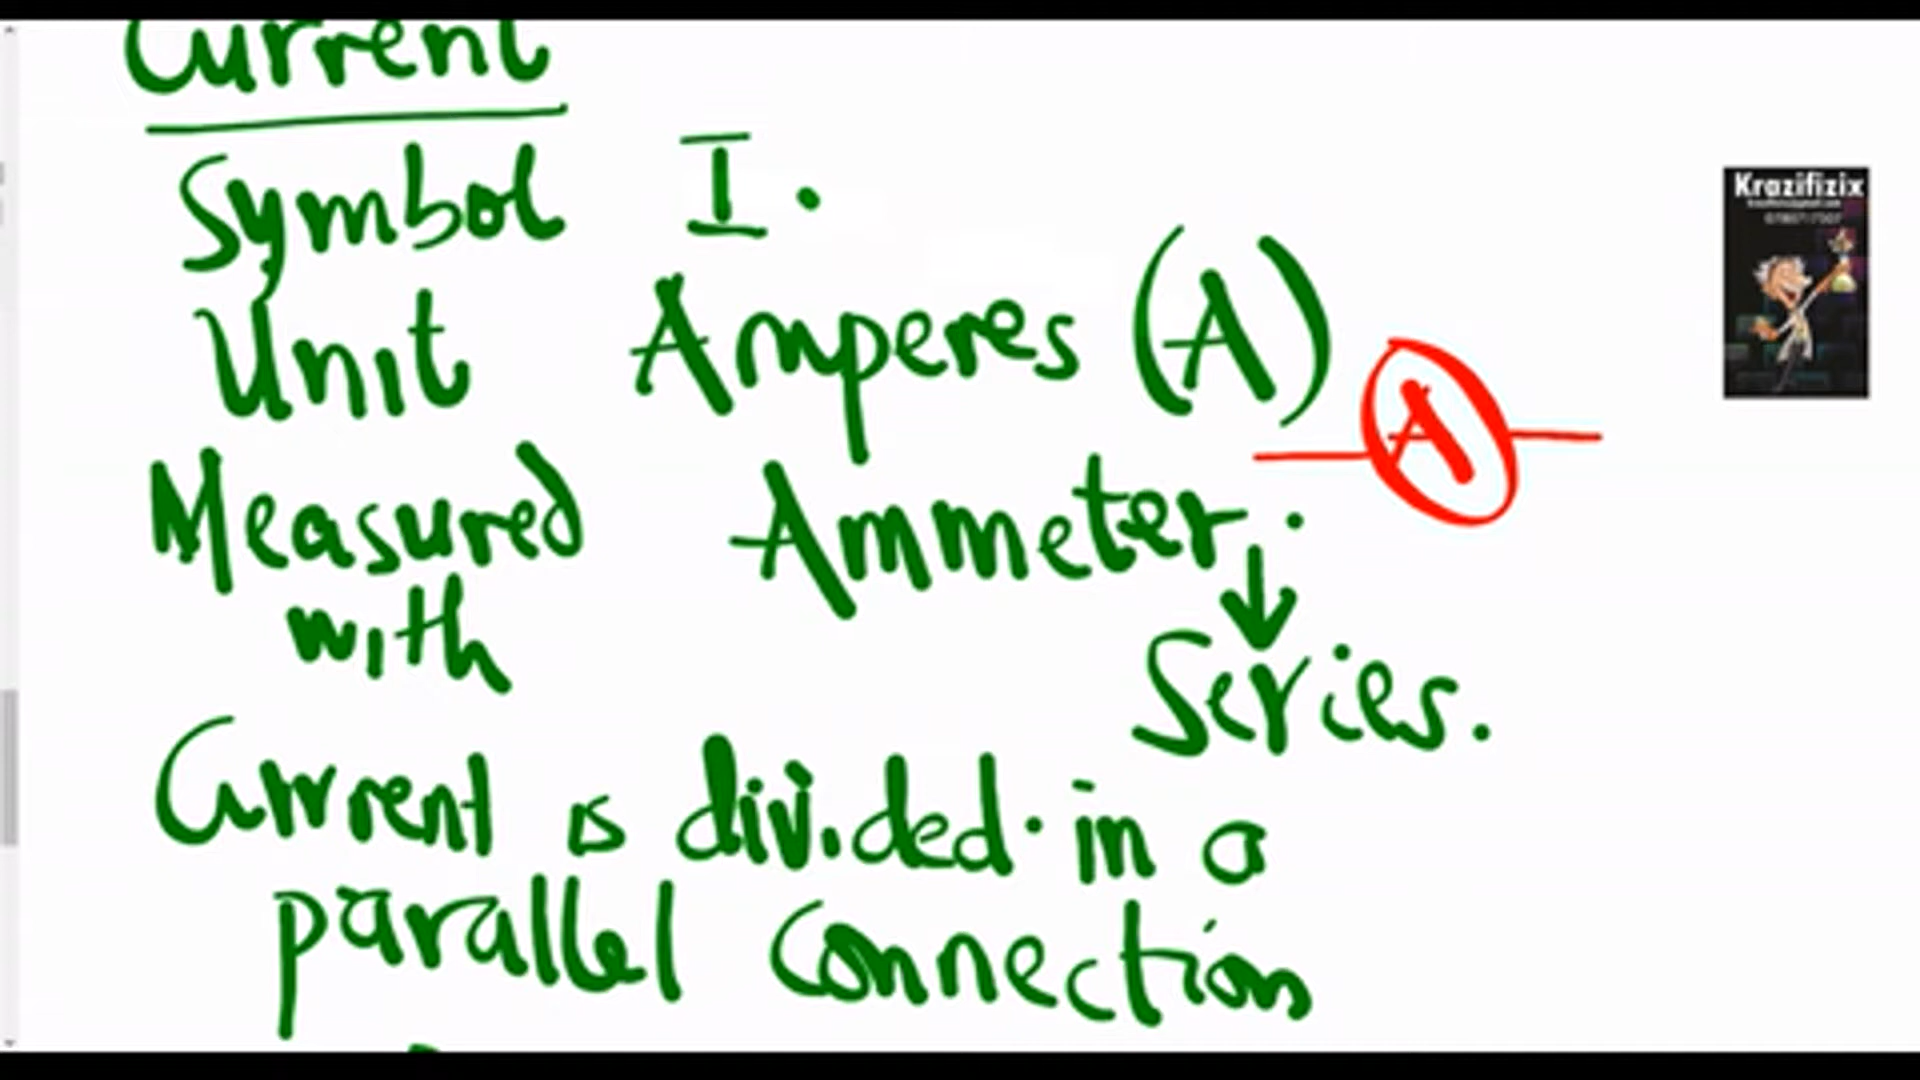 Current
Symbol I.
Unit Amperes (A)
A
Measured Ammeter.
with
Series.
Current is divided. in a
parallel connection
Krazifizix